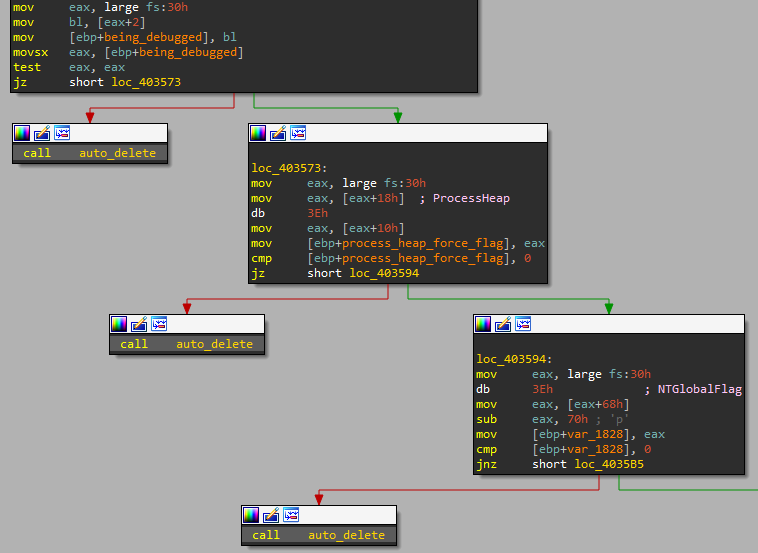 mov eax, large fs:30h
mov bl, [eax+2]
mov [ebp+being_debugged], bl
movsx eax, [ebp+being_debugged]
test eax, eax
jz short loc_403573
call auto_delete
loc_403573:
mov eax, large fs:30h
mov eax, [eax+18h] ; ProcessHeap
db 3Eh
mov eax, [eax+10h]
mov [ebp+process_heap_force_flag], eax
cmp [ebp+process_heap_force_flag], 0
jz short loc_403594
call auto_delete
loc_403594:
mov eax, large fs:30h
db 3Eh ; NTGlobalFlag
mov eax, [eax+68h]
sub eax, 70h ; 'p'
mov [ebp+var_1828], eax
cmp [ebp+var_1828], 0
jnz short loc_4035B5
call auto_delete